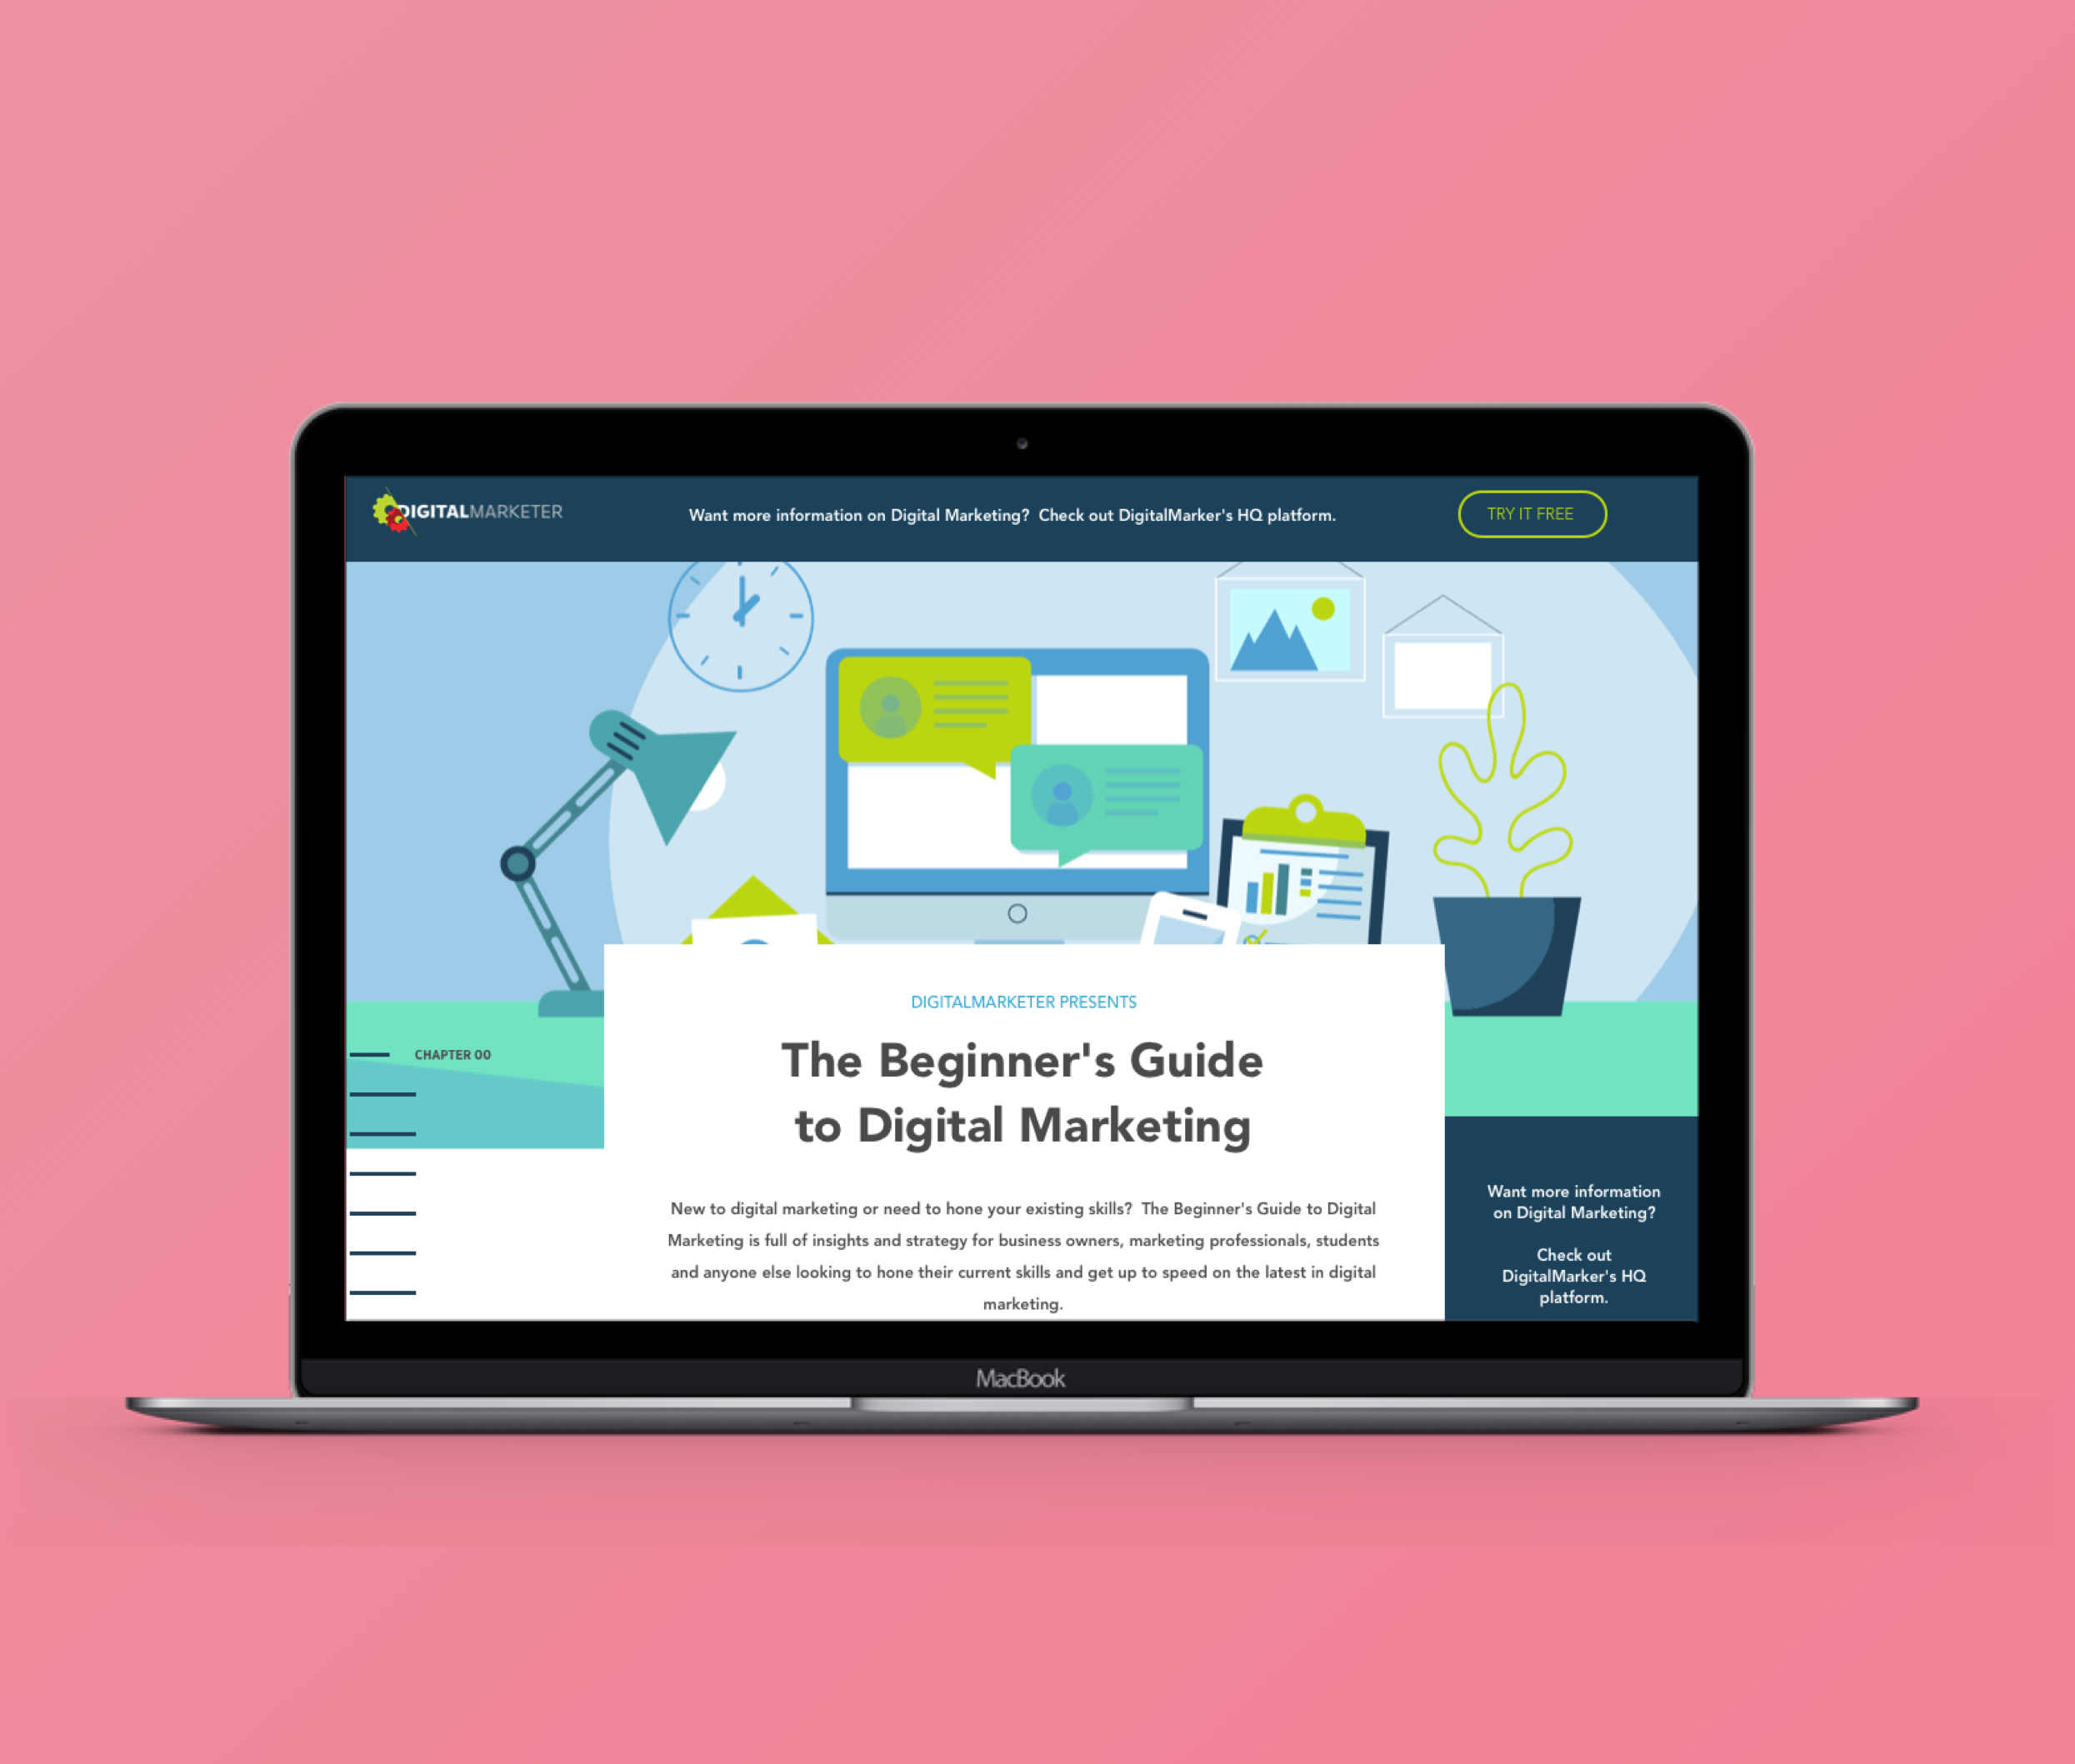 DIGITALMARKETER
Want more information on Digital Marketing?  Check out DigitalMarker's HQ platform.
TRY IT FREE
CHAPTER 00
DIGITALMARKETER PRESENTS
The Beginner's Guide
to Digital Marketing
New to digital marketing or need to hone your existing skills?  The Beginner's Guide to Digital
Marketing is full of insights and strategy for business owners, marketing professionals, students
and anyone else looking to hone their current skills and get up to speed on the latest in digital
marketing.
Want more information
on Digital Marketing?
Check out
DigitalMarker's HQ
platform.
MacBook